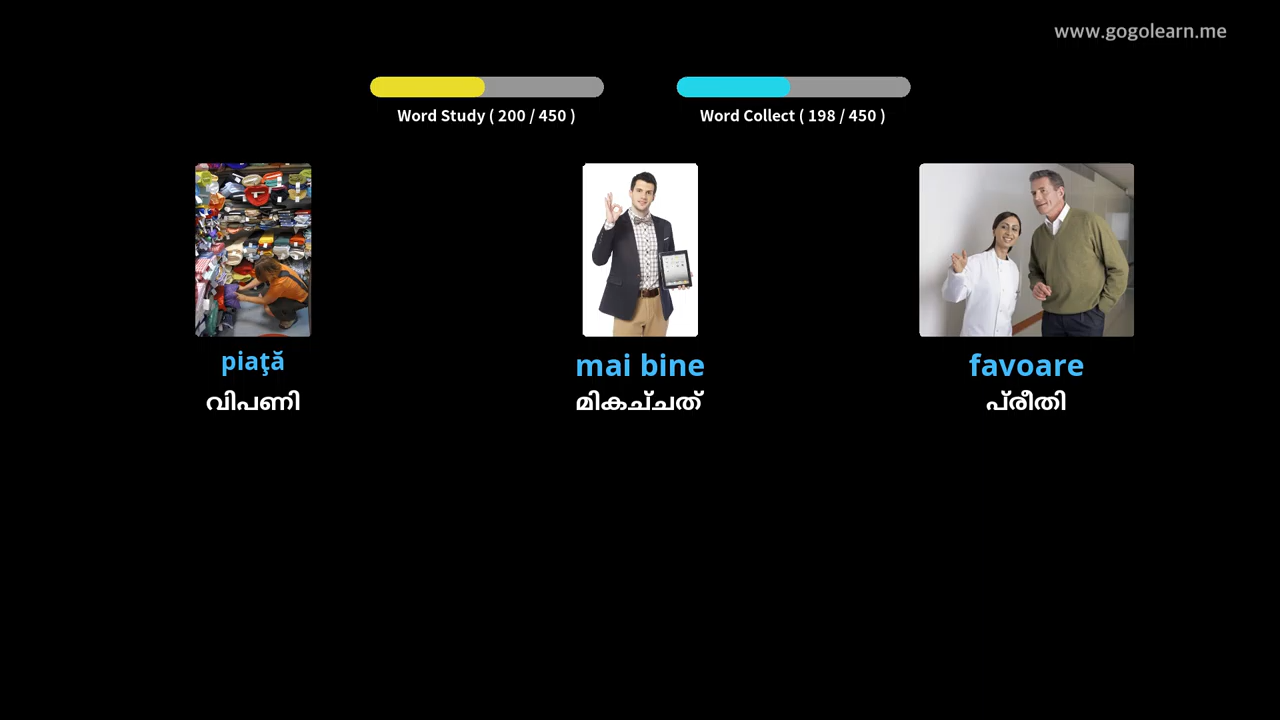 www.gogolearn.me
Word Study ( 200 / 450 )
Word Collect ( 198 / 450 )
piaţă
mai bine
favoare
വിപണി
മികച്ചത്
പ്രീതി